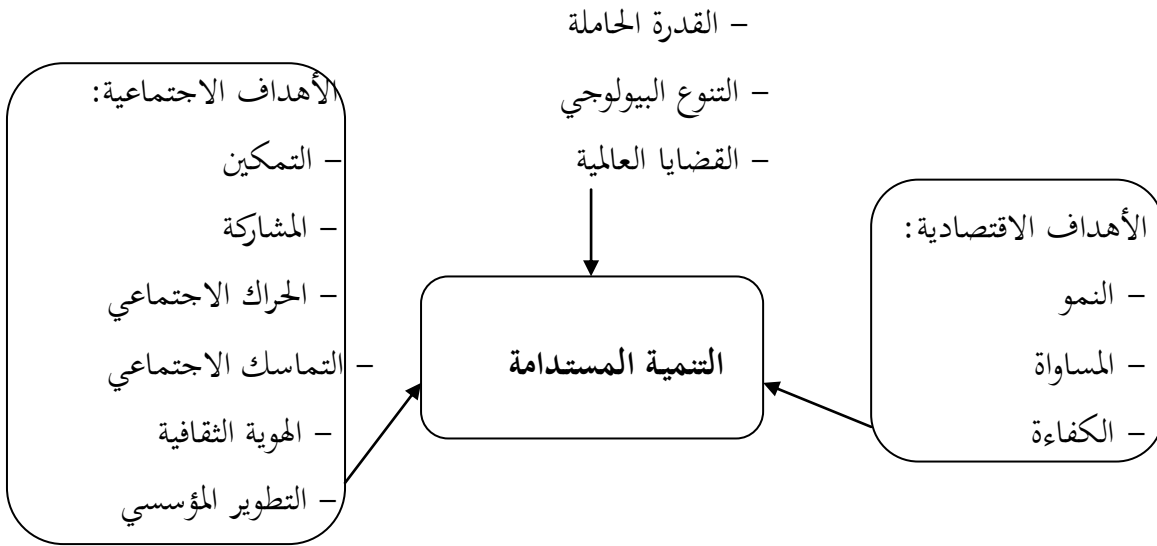 – القدرة الحاملة
– التنوع البيولوجي
– القضايا العالمية
الأهداف الاقتصادية:
– النمو
– المساواة
– الكفاءة
التنمية المستدامة
الأهداف الاجتماعية:
– التمكين
– المشاركة
– الحراك الاجتماعي
– التماسك الاجتماعي
– الهوية الثقافية
– التطوير المؤسسي